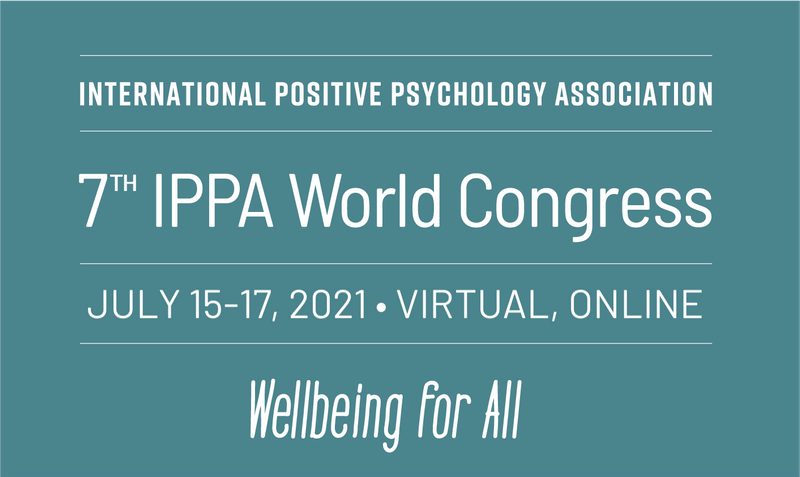 INTERNATIONAL POSITIVE PSYCHOLOGY ASSOCIATION
7TH IPPA World Congress
JULY 15-17, 2021 • VIRTUAL, ONLINE
Wellbeing for All